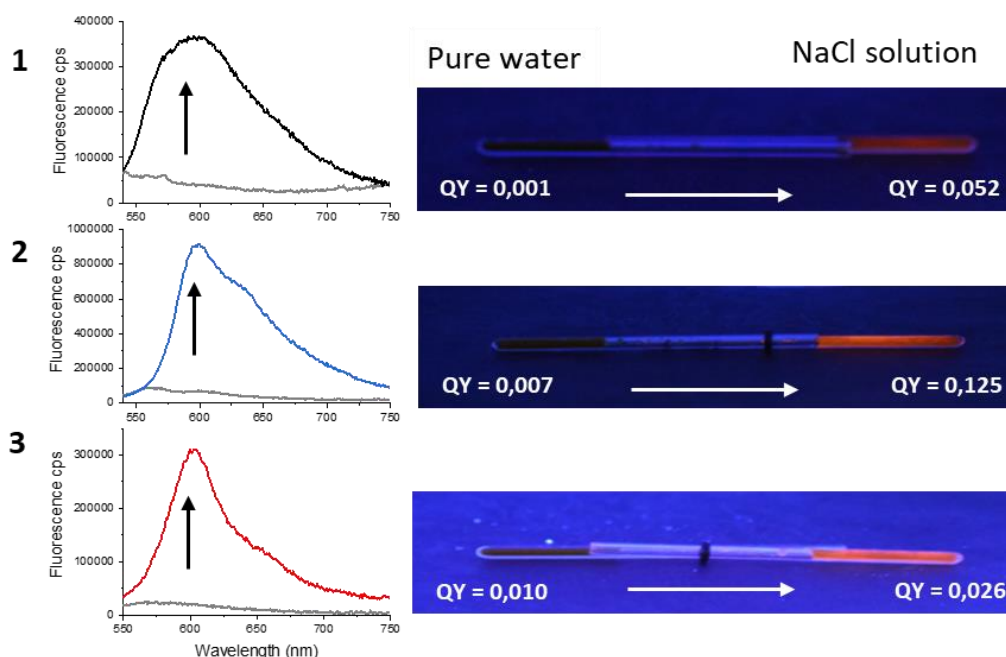 Pure water NaCl solution
1
Fluorescence cps
400000
300000
200000
100000
0
550 600 650 700 750
QY = 0,001 QY = 0,052
2
Fluorescence cps
1000000
800000
600000
400000
200000
0
550 600 650 700 750
QY = 0,007 QY = 0,125
3
Fluorescence cps
300000
200000
100000
0
550 600 650 700 750
Wavelength (nm)
QY = 0,010 QY = 0,026